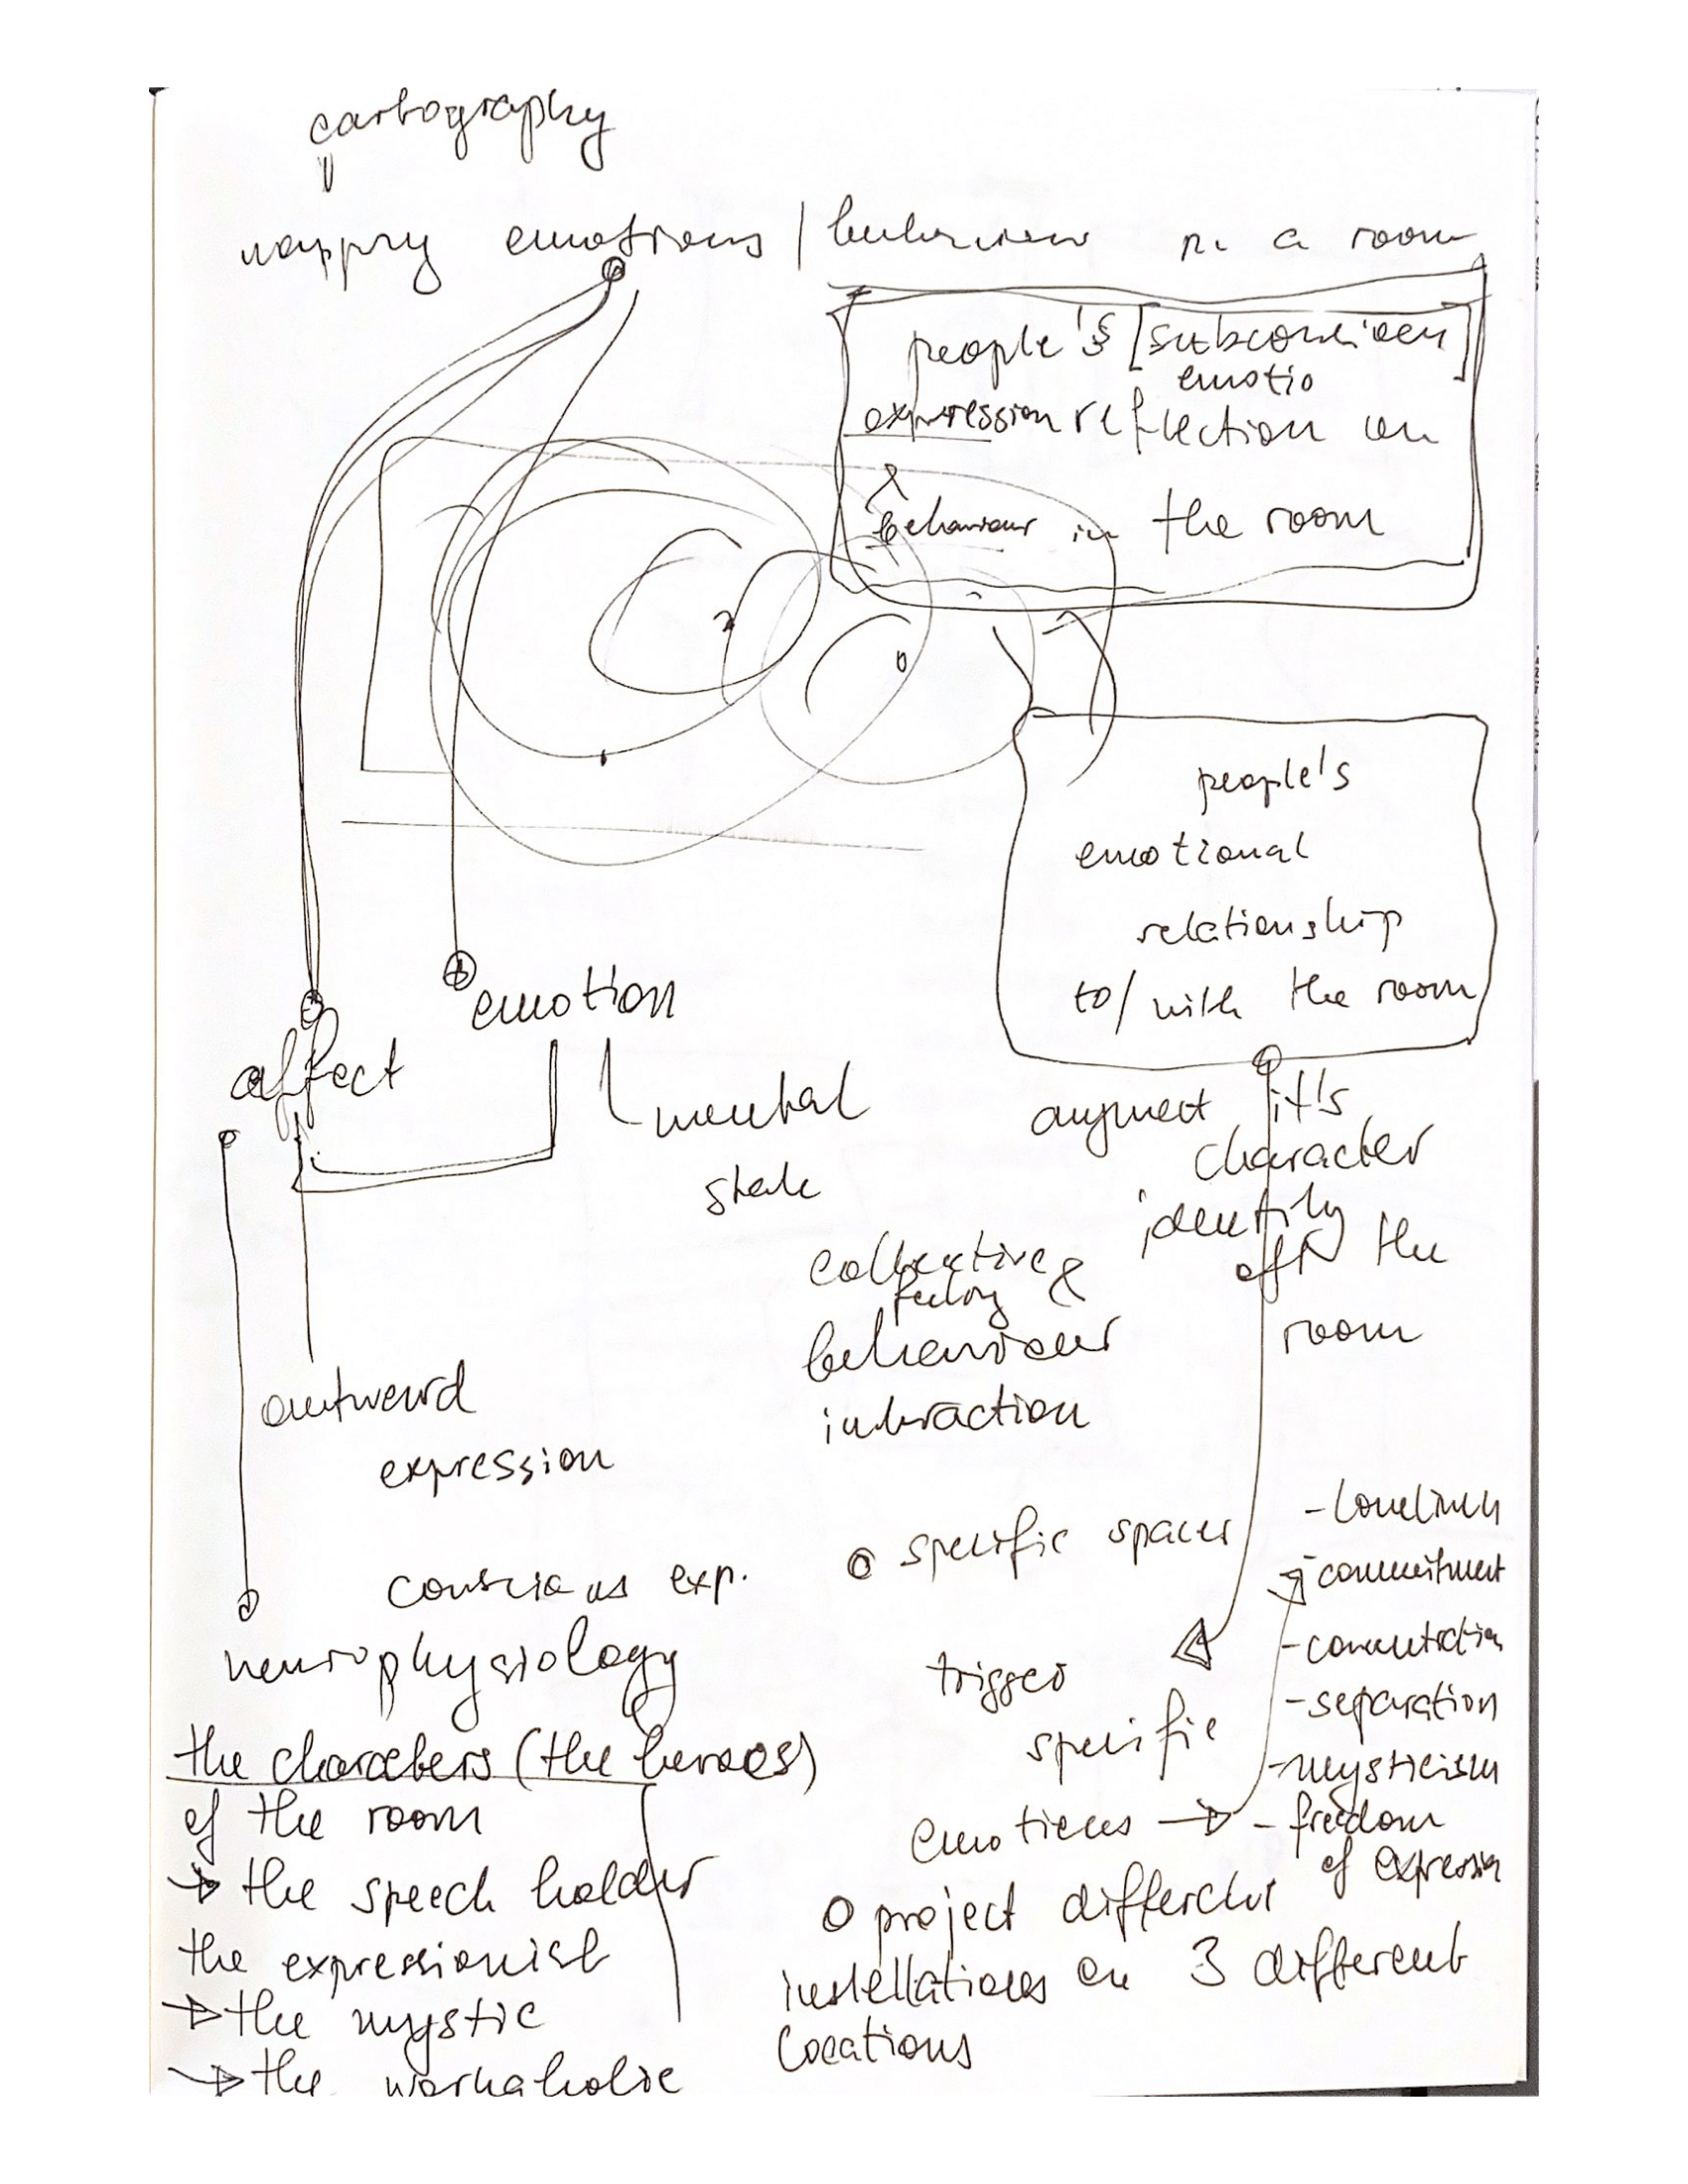 cartography
mapping emotions / behaviour in a room
people's [subconscious]
emotio
expression reflection on
&
behaviour in the room
people's
emotional
relationship
to / with the room
emotion
affect
mental
state
augment it's
character
identity
of the
room
collective &
feeling
behaviour
interaction
outward
expression
conscious exp.
neurophysiology
specific spaces
trigger
specific
emotions →
- loneliness
- commitment
- concentration
- separation
- mysticism
- freedom
of expression
the characters (the heroes)
of the room
→ the speech holder
the expressionist
→ the mystic
→ the workaholic
o project different
installations on 3 different
locations